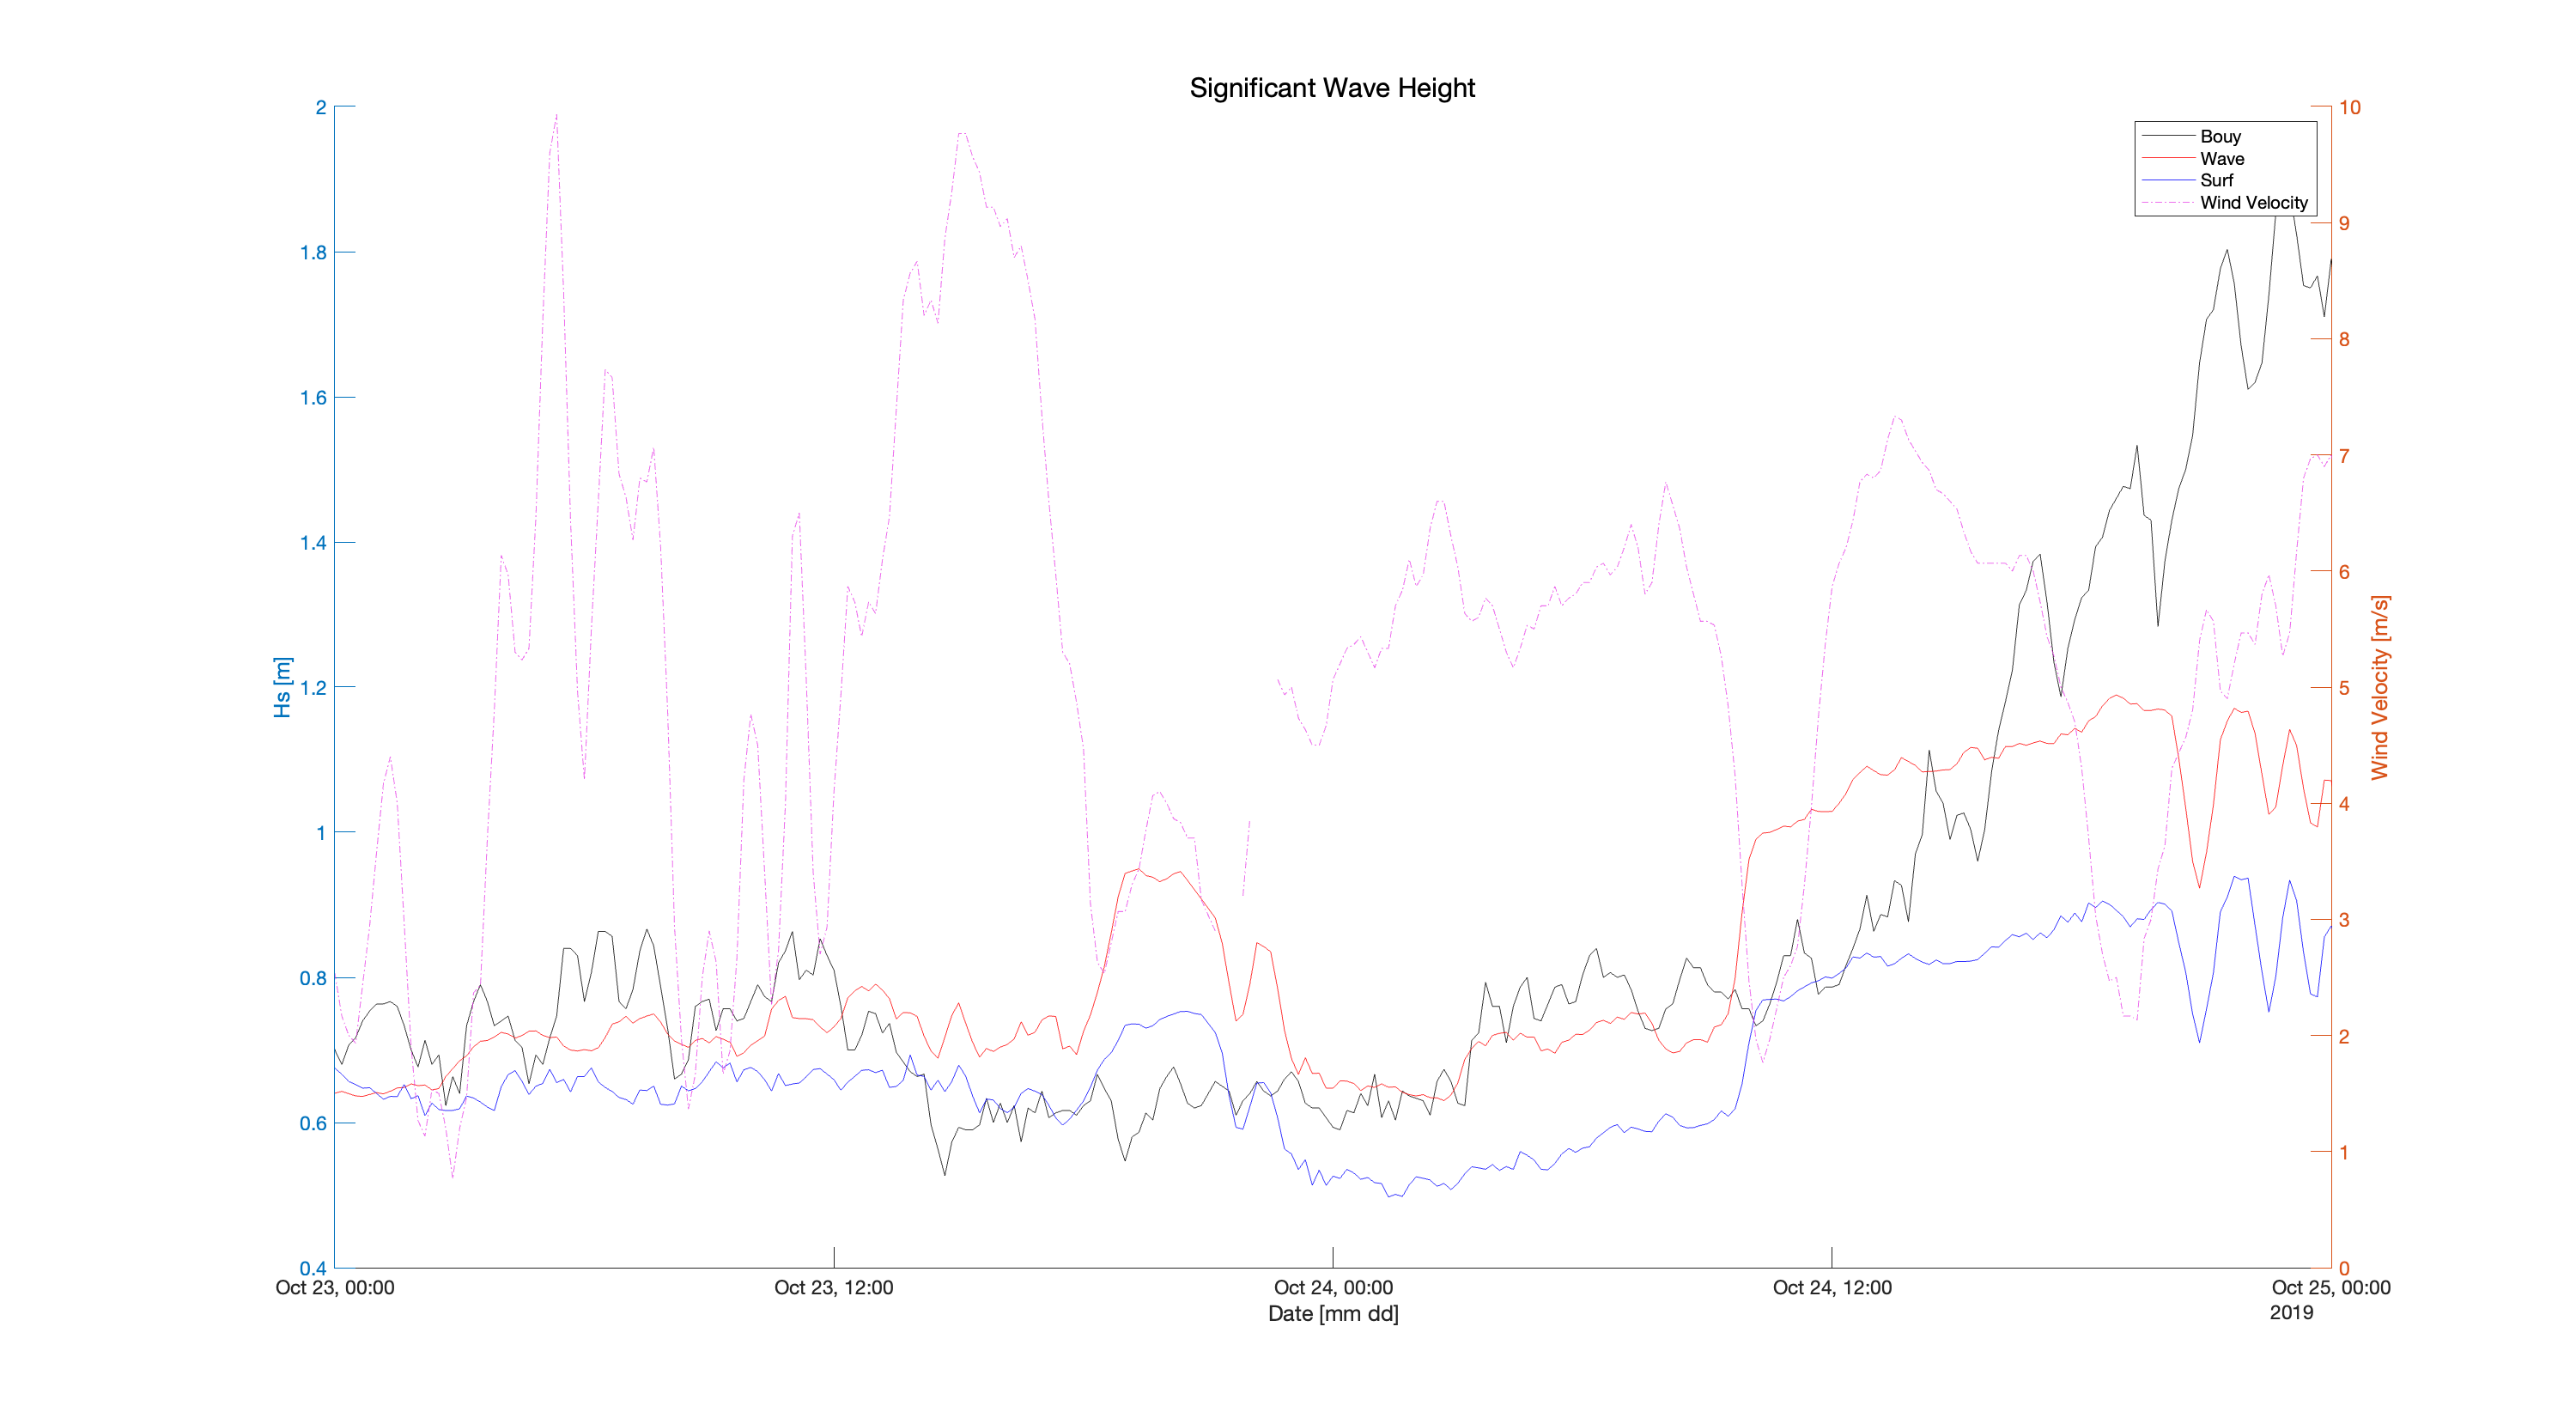 Significant Wave Height
2
1.8
1.6
1.4
1.2
1
0.8
0.6
0.4
Hs [m]
10
9
8
7
6
5
4
3
2
1
0
Wind Velocity [m/s]
Bouy
Wave
Surf
Wind Velocity
Oct 23, 00:00 Oct 23, 12:00 Oct 24, 00:00 Oct 24, 12:00 Oct 25, 00:00
2019
Date [mm dd]